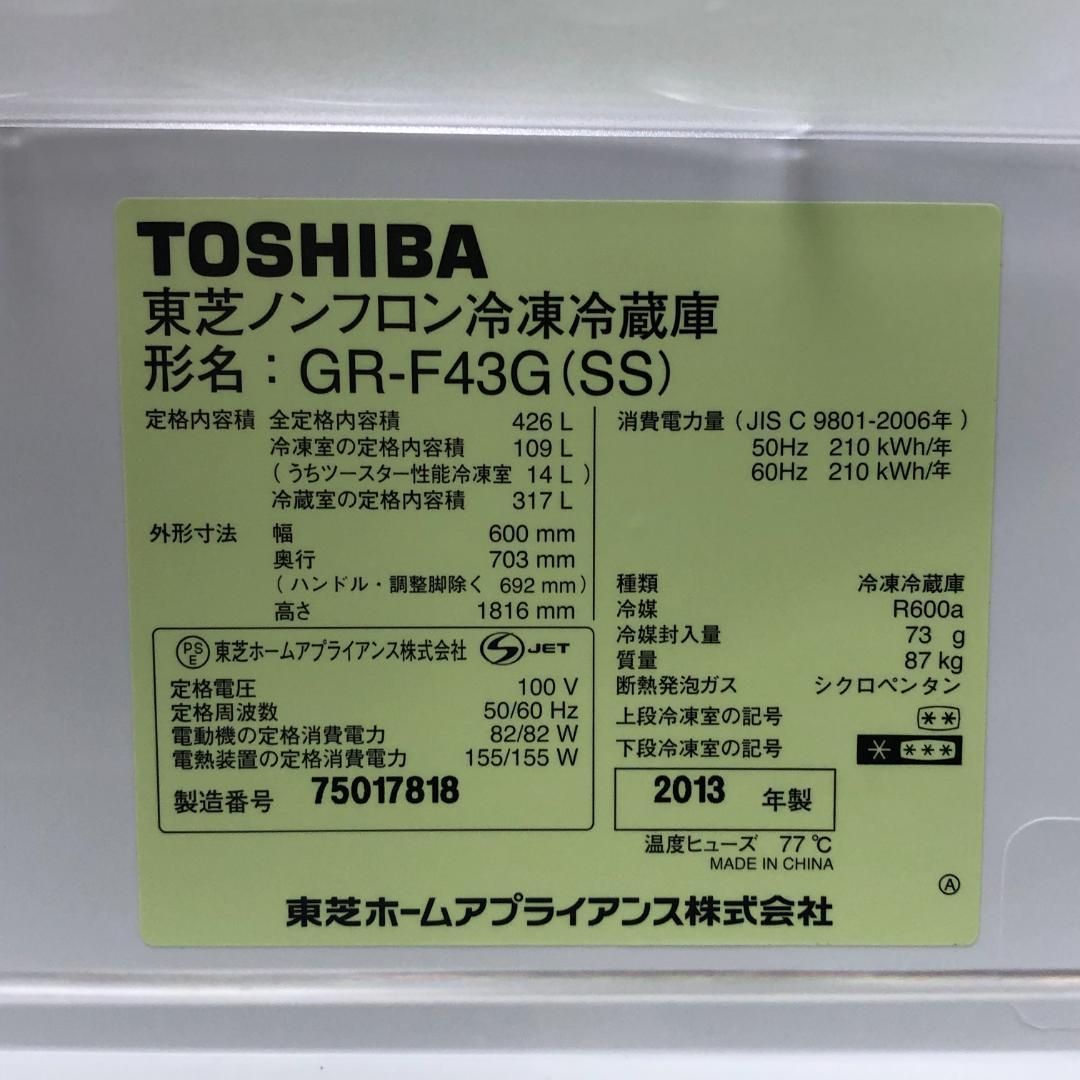 TOSHIBA
東芝ノンフロン冷凍冷蔵庫
形名：GR-F43G(SS)
定格内容積 全定格内容積 426 L
冷凍室の定格内容積 109 L
(うちツースター性能冷凍室 14 L )
冷蔵室の定格内容積 317 L
外形寸法 幅 600 mm
奥行 703 mm
(ハンドル・調整脚除く 692 mm)
高さ 1816 mm
消費電力量 (JIS C 9801-2006年)
50Hz 210 kWh/年
60Hz 210 kWh/年
種類 冷凍冷蔵庫
冷媒 R600a
冷媒封入量 73 g
質量 87 kg
断熱発泡ガス シクロペンタン
上段冷凍室の記号 **
下段冷凍室の記号 * ***
PSE 東芝ホームアプライアンス株式会社 S JET
定格電圧 100 V
定格周波数 50/60 Hz
電動機の定格消費電力 82/82 W
電熱装置の定格消費電力 155/155 W
製造番号 75017818
2013 年製
温度ヒューズ 77℃
MADE IN CHINA
Ⓐ
東芝ホームアプライアンス株式会社